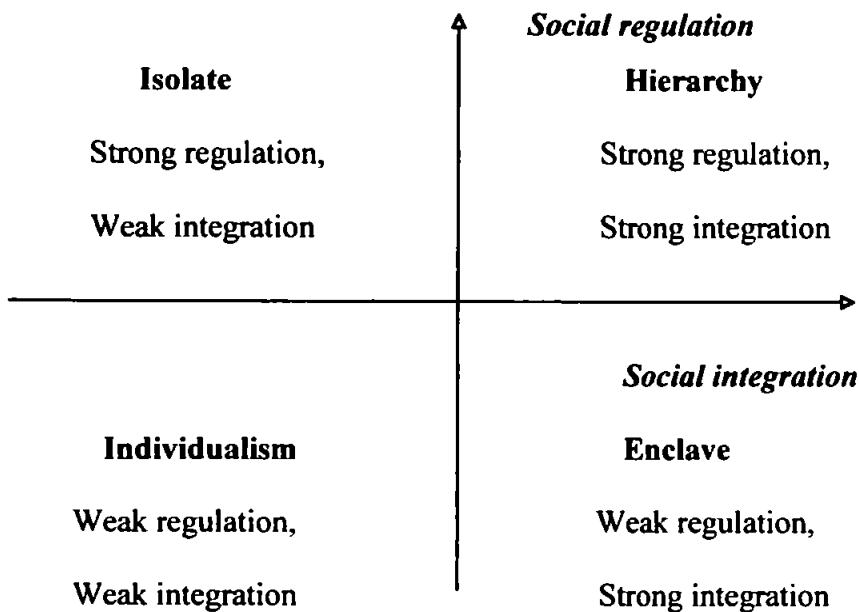 Social regulation
Isolate
Strong regulation,
Weak integration
Hierarchy
Strong regulation,
Strong integration
Social integration
Individualism
Weak regulation,
Weak integration
Enclave
Weak regulation,
Strong integration